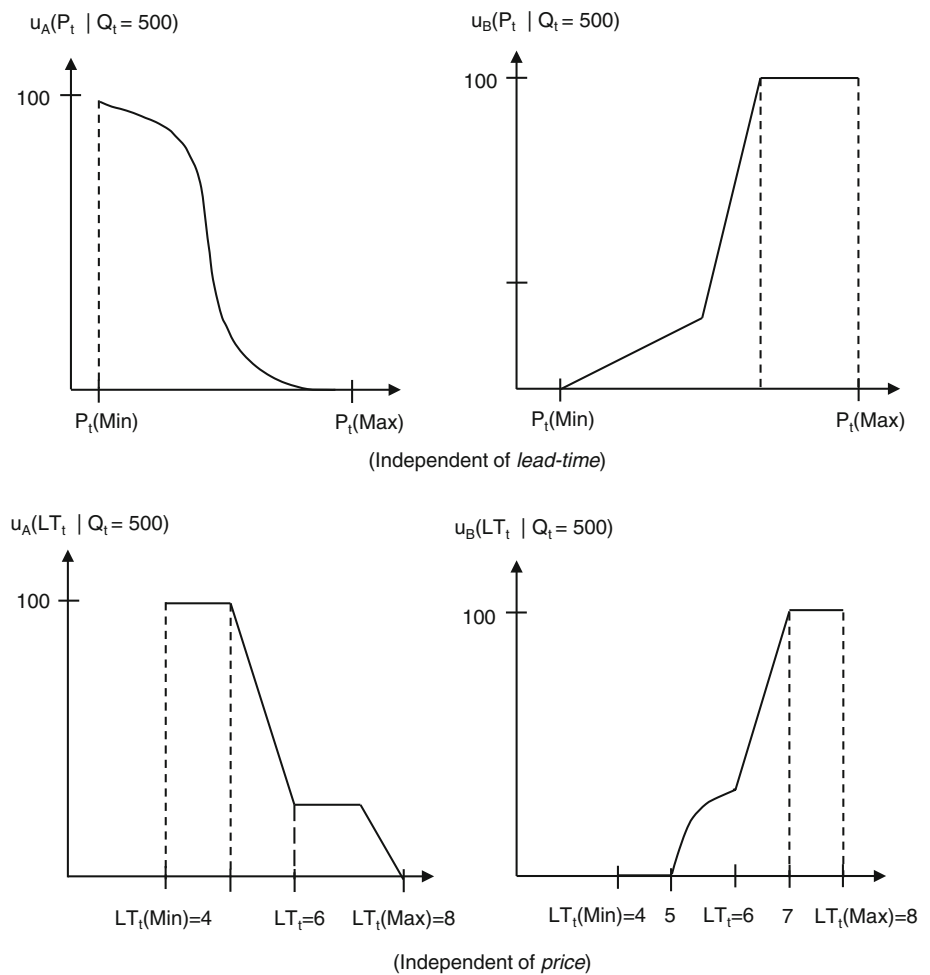 u_A(P_t | Q_t = 500)
u_B(P_t | Q_t = 500)
100
100
P_t(Min)
P_t(Max)
P_t(Min)
P_t(Max)
(Independent of lead-time)
u_A(LT_t | Q_t = 500)
u_B(LT_t | Q_t = 500)
100
100
LT_t(Min)=4
LT_t=6
LT_t(Max)=8
LT_t(Min)=4
5
LT_t=6
7
LT_t(Max)=8
(Independent of price)